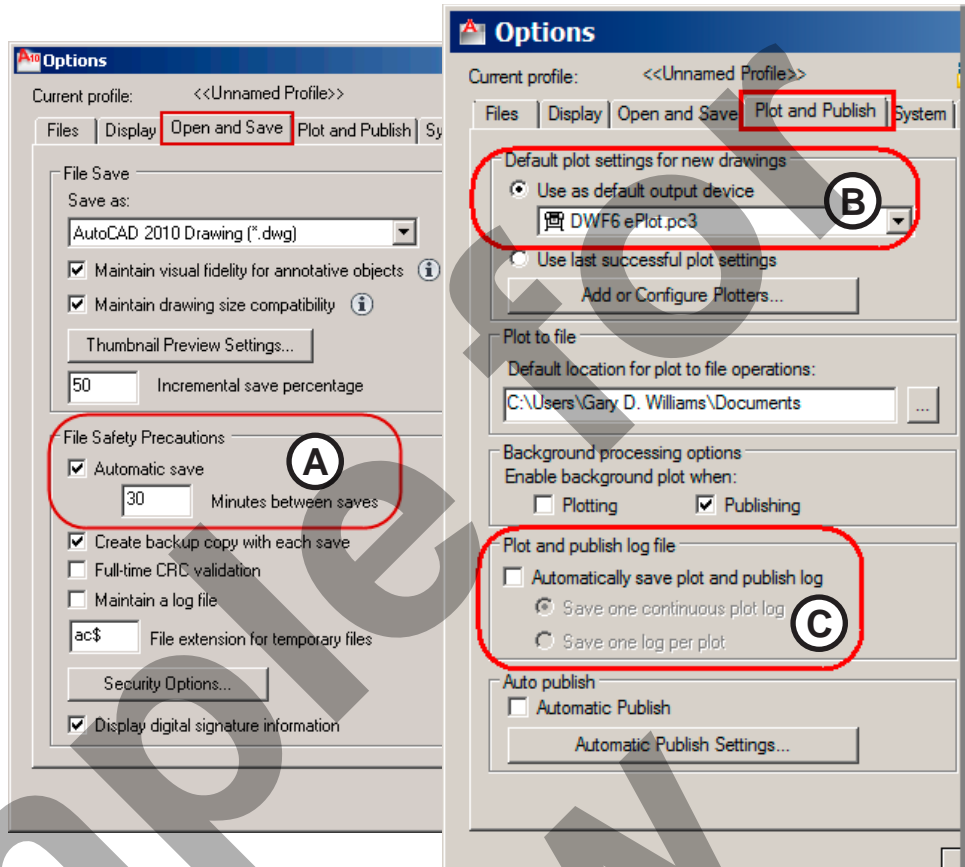 A10 Options
Current profile: <<Unnamed Profile>>
Files Display Open and Save Plot and Publish Sy
File Save
Save as:
AutoCAD 2010 Drawing (*.dwg)
Maintain visual fidelity for annotative objects i
Maintain drawing size compatibility i
Thumbnail Preview Settings...
50 Incremental save percentage
File Safety Precautions
A
Automatic save
30 Minutes between saves
Create backup copy with each save
Full-time CRC validation
Maintain a log file
ac$ File extension for temporary files
Security Options...
Display digital signature information
Options
Current profile: <<Unnamed Profile>>
Files Display Open and Save Plot and Publish System
Default plot settings for new drawings
Use as default output device
B
DWF6 ePlot.pc3
Use last successful plot settings
Add or Configure Plotters...
Plot to file
Default location for plot to file operations:
C:\Users\Gary D. Williams\Documents ...
Background processing options
Enable background plot when:
Plotting Publishing
Plot and publish log file
Automatically save plot and publish log
Save one continuous plot log
C
Save one log per plot
Auto publish
Automatic Publish
Automatic Publish Settings...